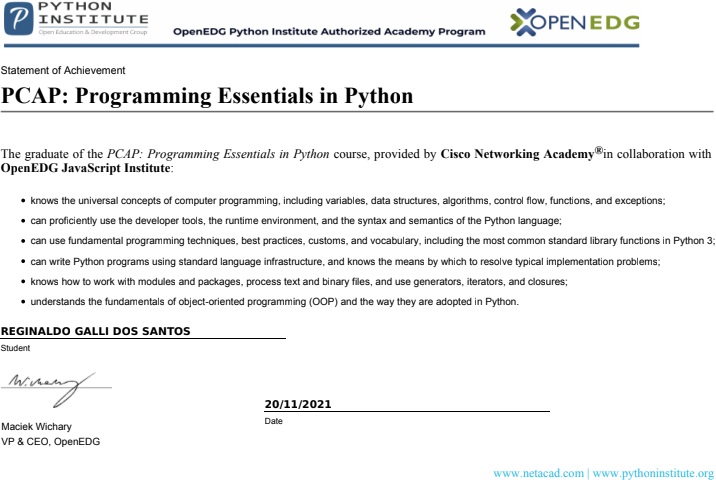 PYTHON
INSTITUTE
Open Education & Development Group
OpenEDG Python Institute Authorized Academy Program
OPENEDG
Statement of Achievement
PCAP: Programming Essentials in Python
The graduate of the PCAP: Programming Essentials in Python course, provided by Cisco Networking Academy®in collaboration with
OpenEDG JavaScript Institute:
• knows the universal concepts of computer programming, including variables, data structures, algorithms, control flow, functions, and exceptions;
• can proficiently use the developer tools, the runtime environment, and the syntax and semantics of the Python language;
• can use fundamental programming techniques, best practices, customs, and vocabulary, including the most common standard library functions in Python 3;
• can write Python programs using standard language infrastructure, and knows the means by which to resolve typical implementation problems;
• knows how to work with modules and packages, process text and binary files, and use generators, iterators, and closures;
• understands the fundamentals of object-oriented programming (OOP) and the way they are adopted in Python.
REGINALDO GALLI DOS SANTOS
Student
W.Wichary
20/11/2021
Date
Maciek Wichary
VP & CEO, OpenEDG
www.netacad.com | www.pythoninstitute.org